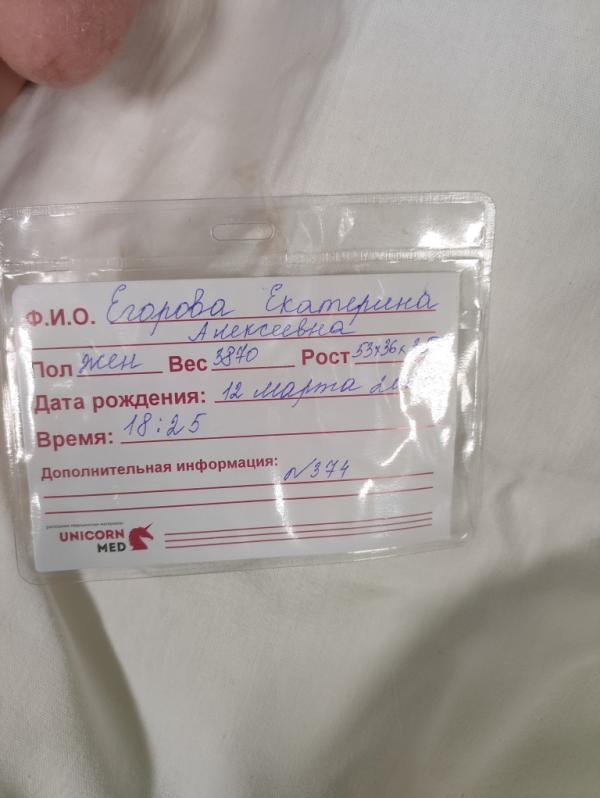 Ф.И.О. Егорова Екатерина
Алексеевна
Пол жен Вес 3870 Рост 53х36х35
Дата рождения: 12 марта
Время: 18:25
Дополнительная информация:
№374
UNICORN
MED